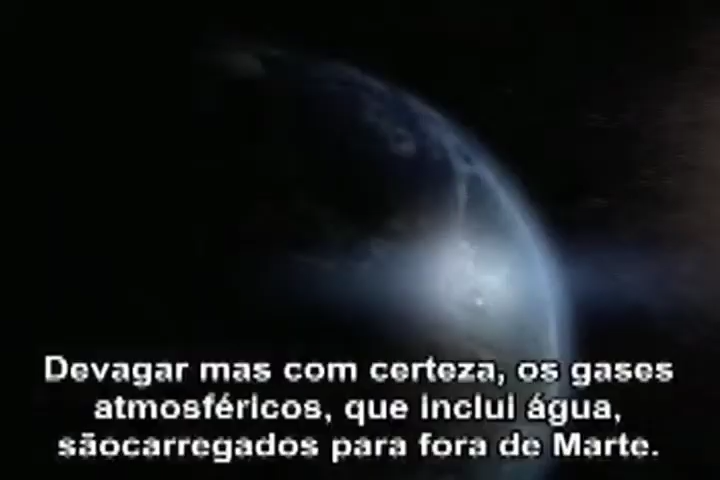 Devagar mas com certeza, os gases
atmosféricos, que inclui água,
sãocarregados para fora de Marte.